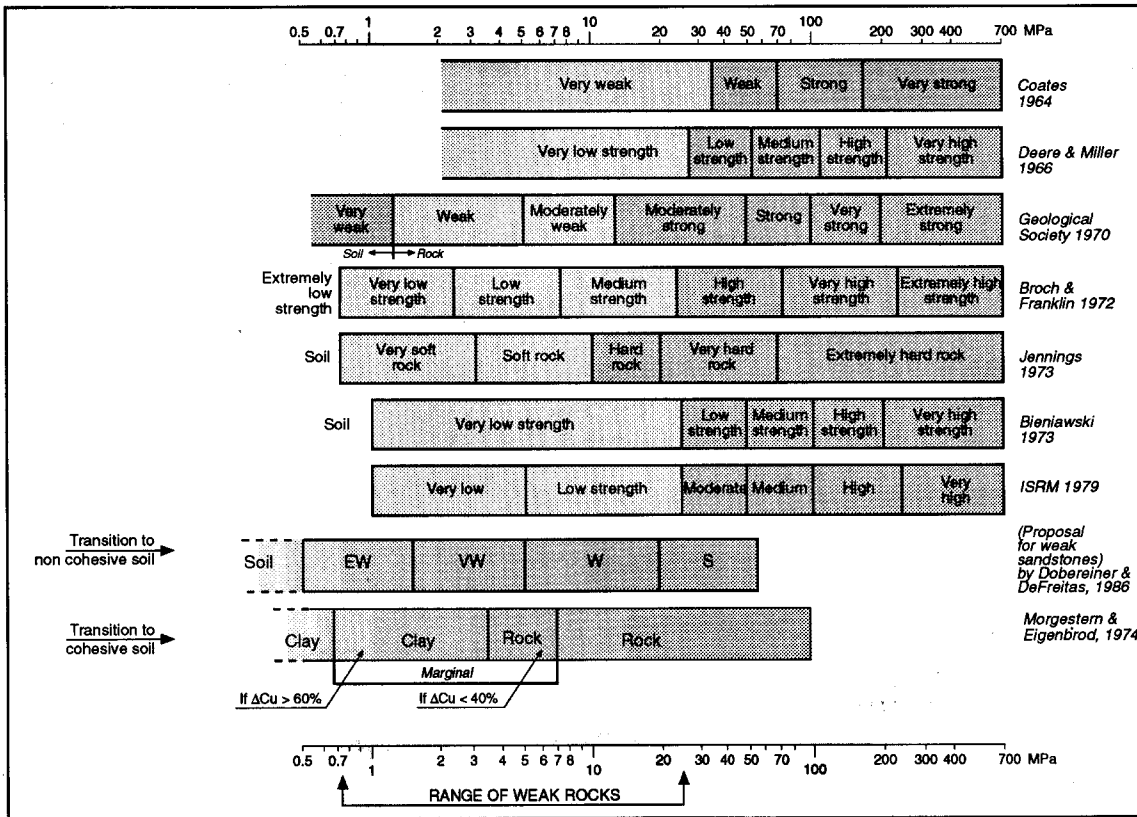 0.5 0.7 1 2 3 4 5 6 7 8 10 20 30 40 50 70 100 200 300 400 700 MPa
Very weak Weak Strong Very strong
Coates
1964
Very low strength
Low
strength
Medium
strength
High
strength
Very high
strength
Deere & Miller
1966
Very
weak
Weak
Moderately
weak
Moderately
strong
Strong
Very
strong
Extremely
strong
Geological
Society 1970
Soil Rock
Extremely
low
strength
Very low
strength
Low
strength
Medium
strength
High
strength
Very high
strength
Extremely high
strength
Broch &
Franklin 1972
Soil
Very soft
rock
Soft rock
Hard
rock
Very hard
rock
Extremely hard rock
Jennings
1973
Soil
Very low strength
Low
strength
Medium
strength
High
strength
Very high
strength
Bieniawski
1973
Very low Low strength Moderate Medium High
Very
high
ISRM 1979
Transition to
non cohesive soil
Soil EW VW W S
(Proposal
for weak
sandstones)
by Dobereiner &
DeFreitas, 1986
Transition to
cohesive soil
Clay Clay Rock Rock
Morgestern &
Eigenbrod, 1974
Marginal
If ΔCu > 60% If ΔCu < 40%
0.5 0.7 1 2 3 4 5 6 7 8 10 20 30 40 50 70 100 200 300 400 700 MPa
RANGE OF WEAK ROCKS